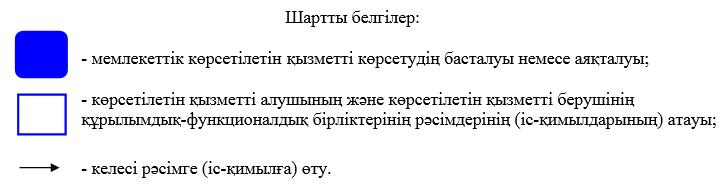 Шартты белгілер:
- мемлекеттік көрсетілетін қызметті көрсетудің басталуы немесе аяқталуы;
- көрсетілетін қызметті алушының және көрсетілетін қызметті берушінің
құрылымдық-функционалдық бірліктерінің рәсімдерінің (іс-қимылдарының) атауы;
- келесі рәсімге (іс-қимылға) өту.